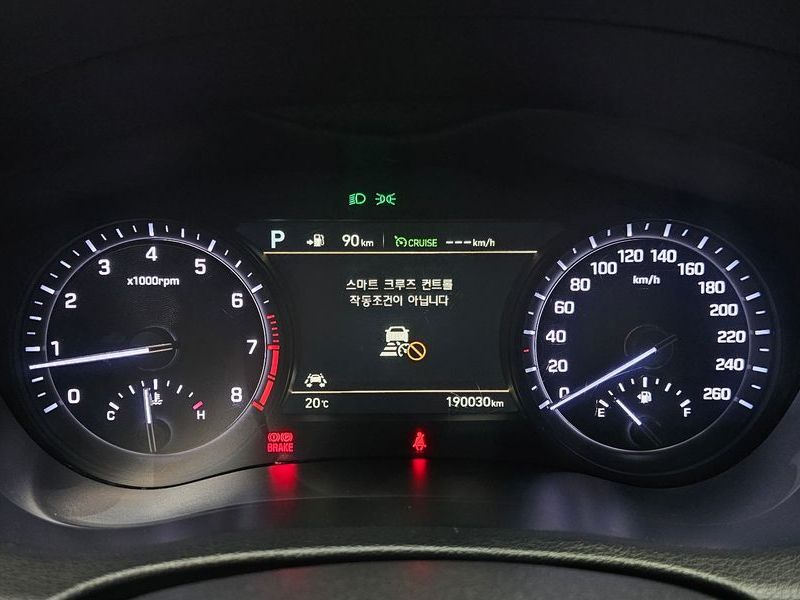 P 90 km CRUISE ---km/h
스마트 크루즈 컨트롤
작동조건이 아닙니다
20℃ 190030km
x1000rpm
0 1 2 3 4 5 6 7 8
C H
km/h
0 20 40 60 80 100 120 140 160 180 200 220 240 260
E F
BRAKE